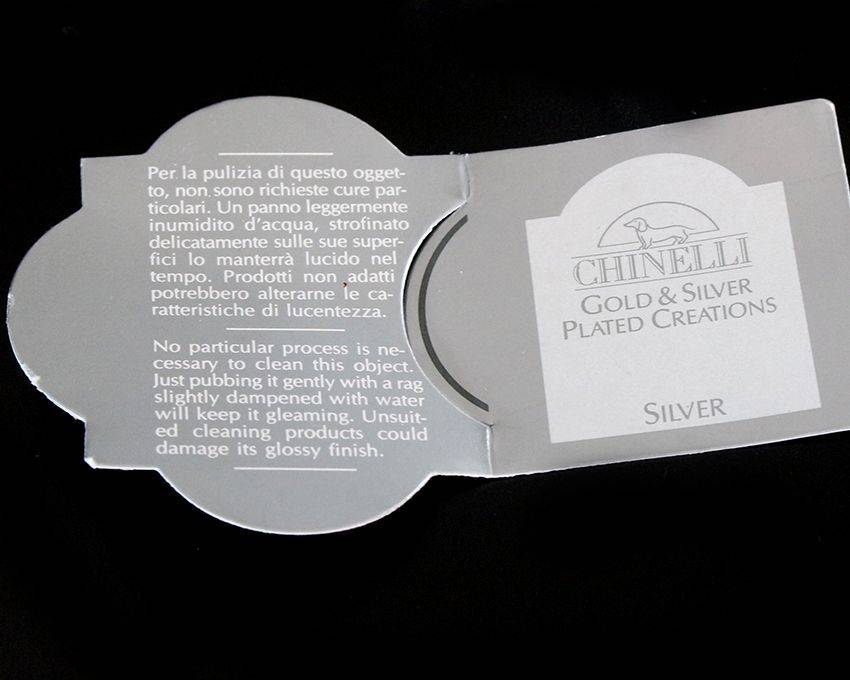 Per la pulizia di questo ogget-
to, non sono richieste cure par-
ticolari. Un panno leggermente
inumidito d'acqua, strofinato
delicatamente sulle sue super-
fici lo manterrà lucido nel
tempo. Prodotti non adatti
potrebbero alterarne le ca-
ratteristiche di lucentezza.
No particular process is ne-
cessary to clean this object.
Just pubbing it gently with a rag
slightly dampened with water
will keep it gleaming. Unsuit-
ed cleaning products could
damage its glossy finish.
CHINELLI
GOLD & SILVER
PLATED CREATIONS
SILVER